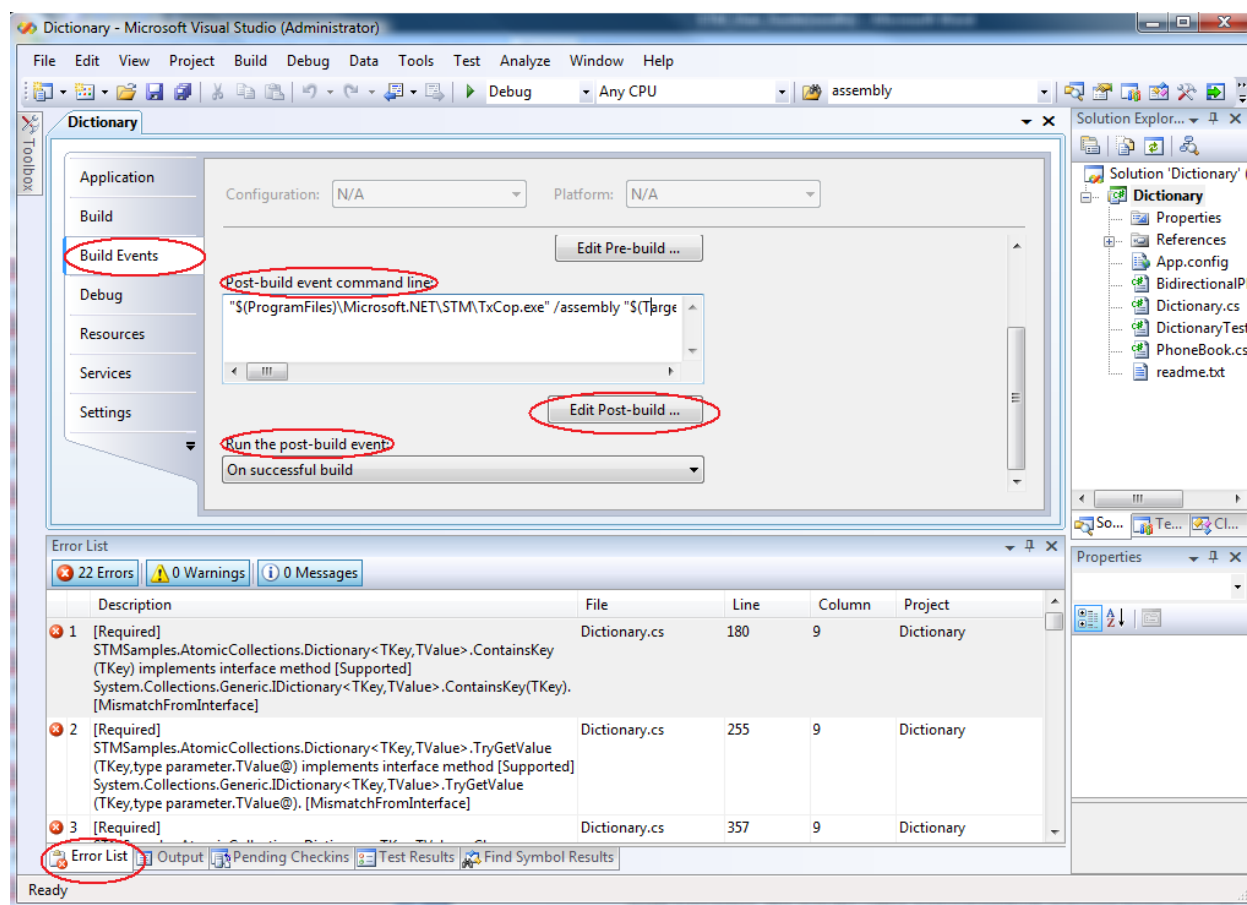 Dictionary - Microsoft Visual Studio (Administrator)
File Edit View Project Build Debug Data Tools Test Analyze Window Help
Debug Any CPU assembly
Toolbox
Dictionary
Solution Explor...
Application
Build
Build Events
Debug
Resources
Services
Settings
Configuration: N/A Platform: N/A
Edit Pre-build ...
Post-build event command line:
"$(ProgramFiles)\Microsoft.NET\STM\TxCop.exe" /assembly "$(Targe
Edit Post-build ...
Run the post-build event:
On successful build
Solution 'Dictionary' (
Dictionary
Properties
References
App.config
BidirectionalP
Dictionary.cs
DictionaryTest
PhoneBook.cs
readme.txt
So... Te... Cl...
Properties
Error List
22 Errors 0 Warnings 0 Messages
Description File Line Column Project
1 [Required] Dictionary.cs 180 9 Dictionary
STMSamples.AtomicCollections.Dictionary<TKey,TValue>.ContainsKey
(TKey) implements interface method [Supported]
System.Collections.Generic.IDictionary<TKey,TValue>.ContainsKey(TKey).
[MismatchFromInterface]
2 [Required] Dictionary.cs 255 9 Dictionary
STMSamples.AtomicCollections.Dictionary<TKey,TValue>.TryGetValue
(TKey,type parameter.TValue@) implements interface method [Supported]
System.Collections.Generic.IDictionary<TKey,TValue>.TryGetValue
(TKey,type parameter.TValue@). [MismatchFromInterface]
3 [Required] Dictionary.cs 357 9 Dictionary
Error List Output Pending Checkins Test Results Find Symbol Results
Ready